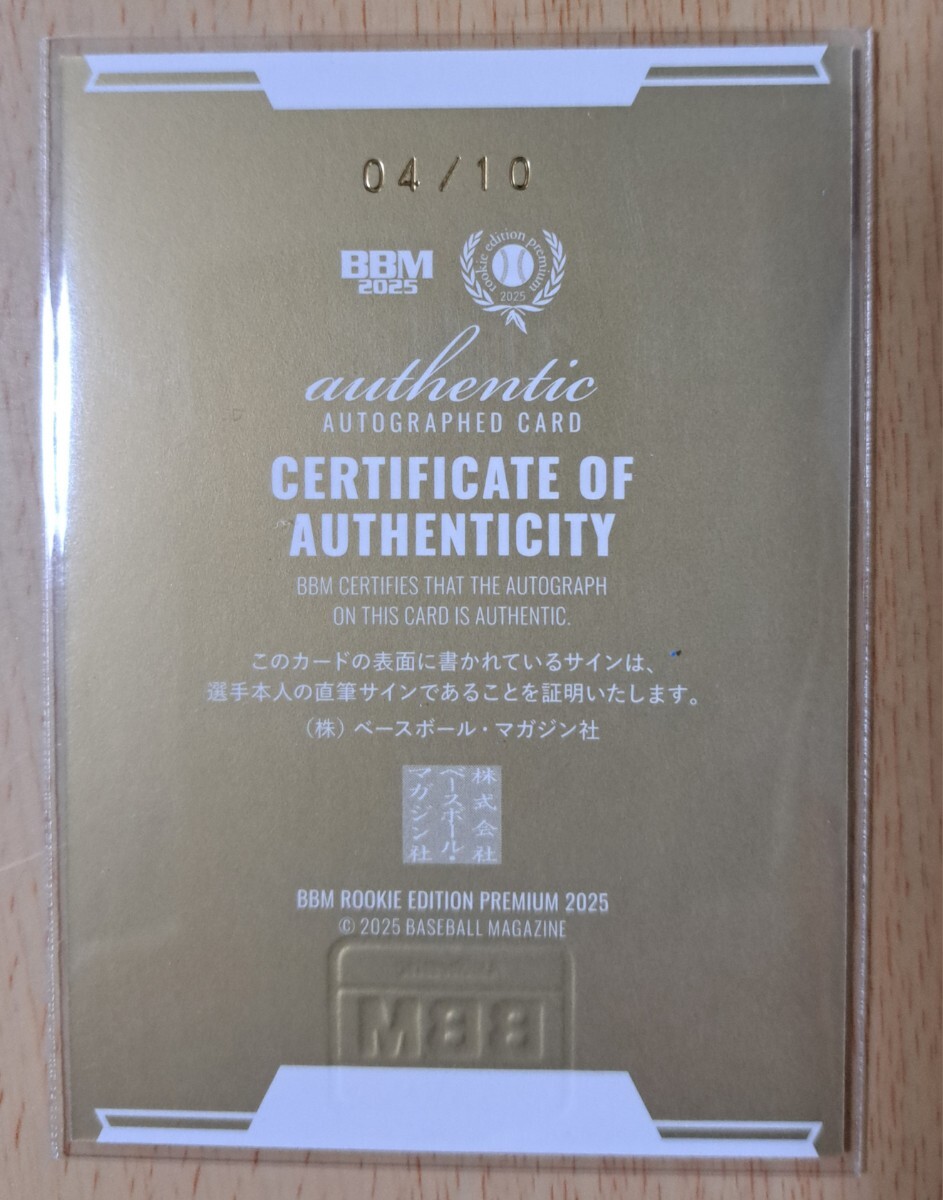 04/10
BBM
2025
rookie edition premium
2025
authentic
AUTOGRAPHED CARD
CERTIFICATE OF
AUTHENTICITY
BBM CERTIFIES THAT THE AUTOGRAPH
ON THIS CARD IS AUTHENTIC.
このカードの表面に書かれているサインは、
選手本人の直筆サインであることを証明いたします。
（株）ベースボール・マガジン社
株式会社
ベースボール・
マガジン社
BBM ROOKIE EDITION PREMIUM 2025
© 2025 BASEBALL MAGAZINE
BBM